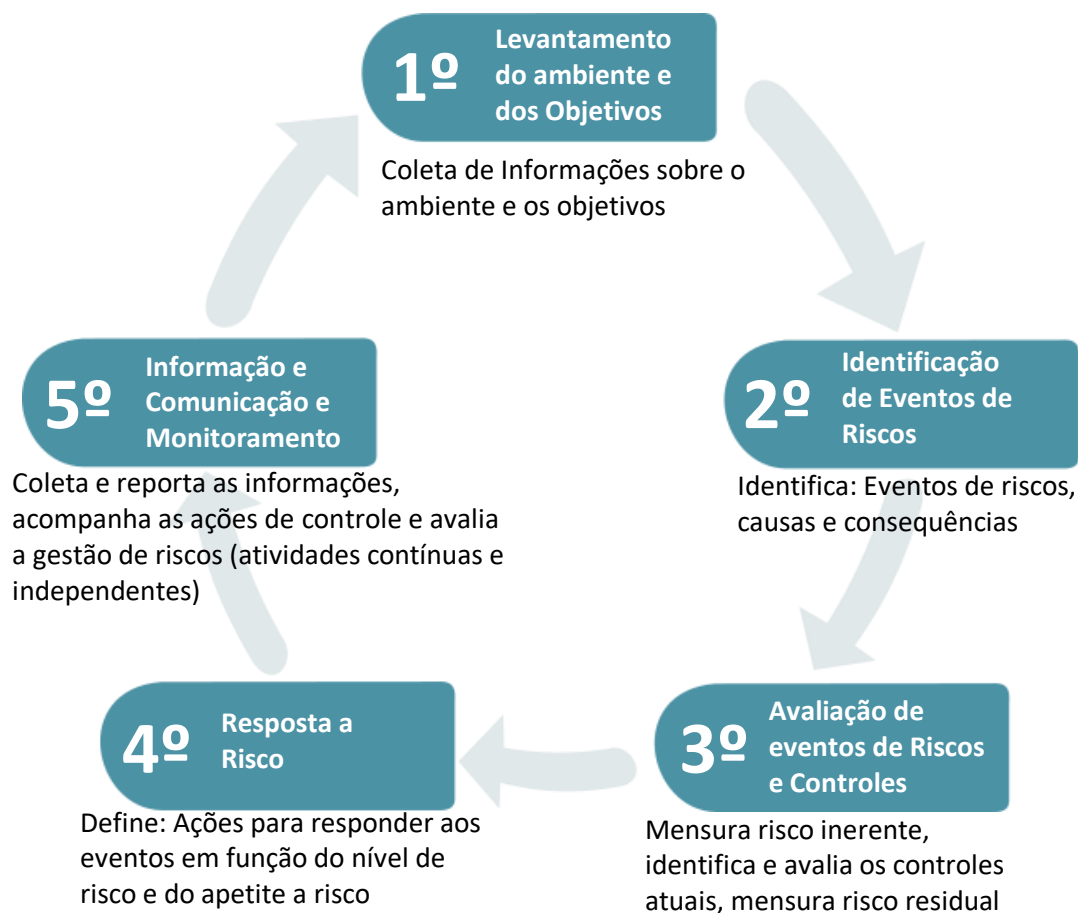 1º
Levantamento
do ambiente e
dos Objetivos
Coleta de Informações sobre o
ambiente e os objetivos
2º
Identificação
de Eventos de
Riscos
Identifica: Eventos de riscos,
causas e consequências
3º
Avaliação de
eventos de Riscos
e Controles
Mensura risco inerente,
identifica e avalia os controles
atuais, mensura risco residual
4º
Resposta a
Risco
Define: Ações para responder aos
eventos em função do nível de
risco e do apetite a risco
5º
Informação e
Comunicação e
Monitoramento
Coleta e reporta as informações,
acompanha as ações de controle e avalia
a gestão de riscos (atividades contínuas e
independentes)